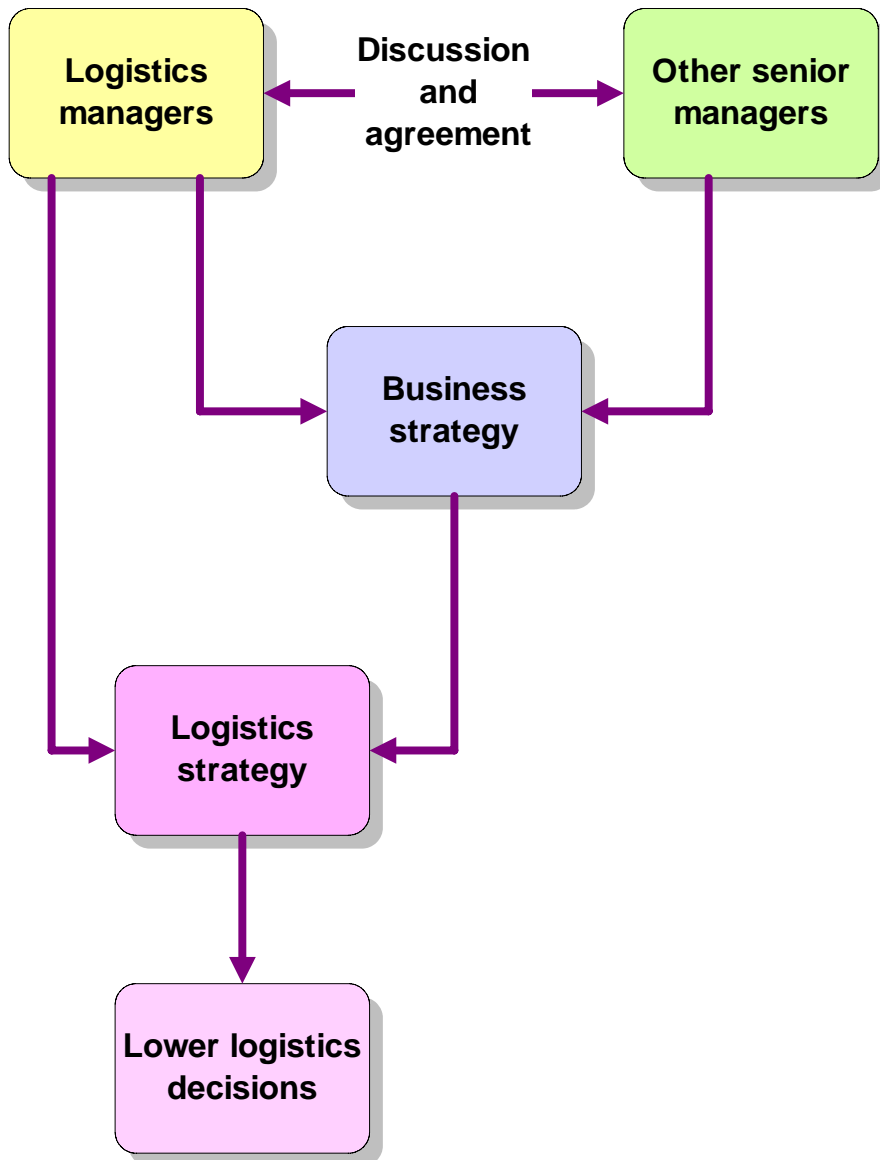 Logistics
managers
Discussion
and
agreement
Other senior
managers
Business
strategy
Logistics
strategy
Lower logistics
decisions